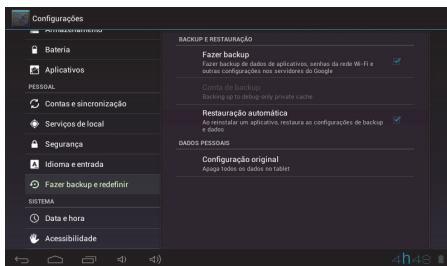 Configurações
Armazenamento
Bateria
Aplicativos
PESSOAL
Contas e sincronização
Serviços de local
Segurança
A
Idioma e entrada
Fazer backup e redefinir
SISTEMA
Data e hora
Acessibilidade
BACKUP E RESTAURAÇÃO
Fazer backup
Fazer backup de dados de aplicativos, senhas da rede Wi-Fi e
outras configurações nos servidores do Google
Conta de backup
Backing up to debug-only private cache
Restauração automática
Ao reinstalar um aplicativo, restaura as configurações de backup
e dados
DADOS PESSOAIS
Configuração original
Apaga todos os dados no tablet
4h48